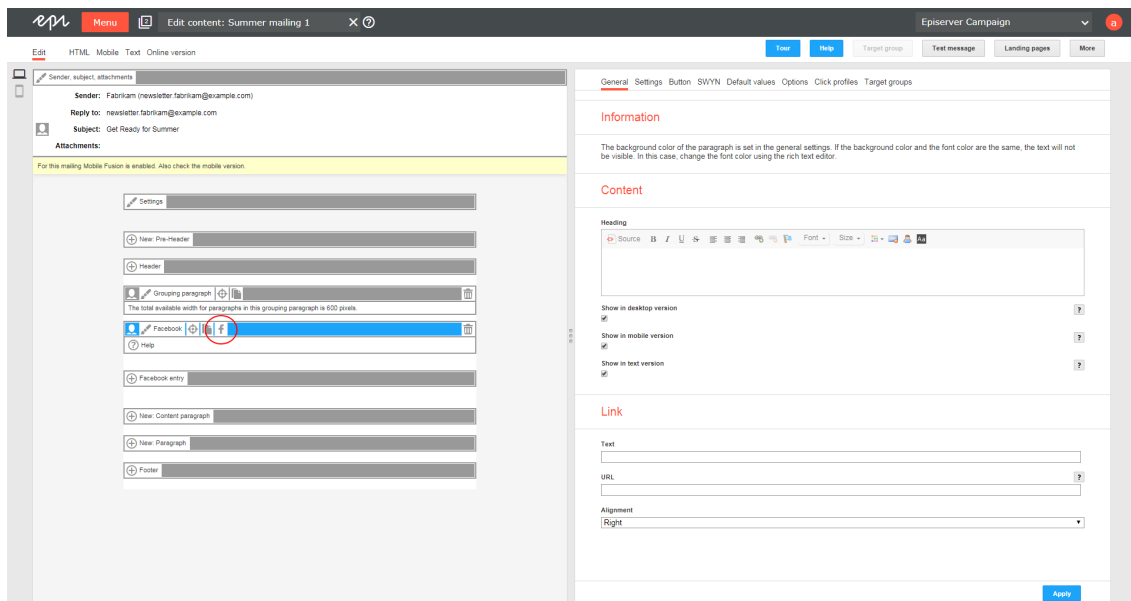 epi Menu 2 Edit content: Summer mailing 1 X ? Episerver Campaign a
Edit HTML Mobile Text Online version Tour Help Target group Test message Landing pages More
Sender, subject, attachments
Sender: Fabrikam (newsletter.fabrikam@example.com)
Reply to: newsletter.fabrikam@example.com
Subject: Get Ready for Summer
Attachments:
For this mailing Mobile Fusion is enabled. Also check the mobile version.
Settings
New: Pre-Header
Header
Grouping paragraph
The total available width for paragraphs in this grouping paragraph is 600 pixels.
Facebook f
? Help
Facebook entry
New: Content paragraph
New: Paragraph
Footer
General Settings Button SWYN Default values Options Click profiles Target groups
Information
The background color of the paragraph is set in the general settings. If the background color and the font color are the same, the text will not
be visible. In this case, change the font color using the rich text editor.
Content
Heading
Source B I U S Font Size Aa
Show in desktop version ?
Show in mobile version ?
Show in text version ?
Link
Text
URL ?
Alignment
Right
Apply